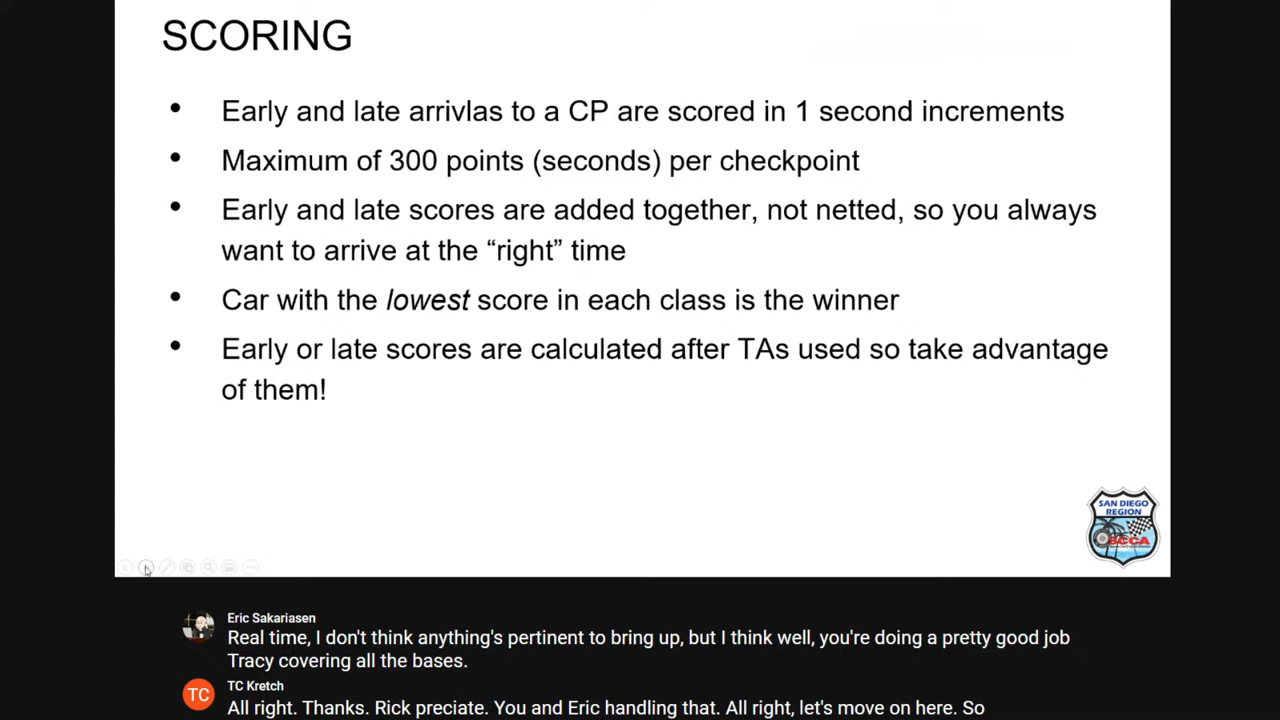 SCORING
• Early and late arrivlas to a CP are scored in 1 second increments
• Maximum of 300 points (seconds) per checkpoint
• Early and late scores are added together, not netted, so you always
want to arrive at the “right” time
• Car with the lowest score in each class is the winner
• Early or late scores are calculated after TAs used so take advantage
of them!
SAN DIEGO
REGION
SCCA
Eric Sakariasen
Real time, I don't think anything's pertinent to bring up, but I think well, you're doing a pretty good job
Tracy covering all the bases.
TC
TC Kretch
All right. Thanks. Rick preciate. You and Eric handling that. All right, let's move on here. So